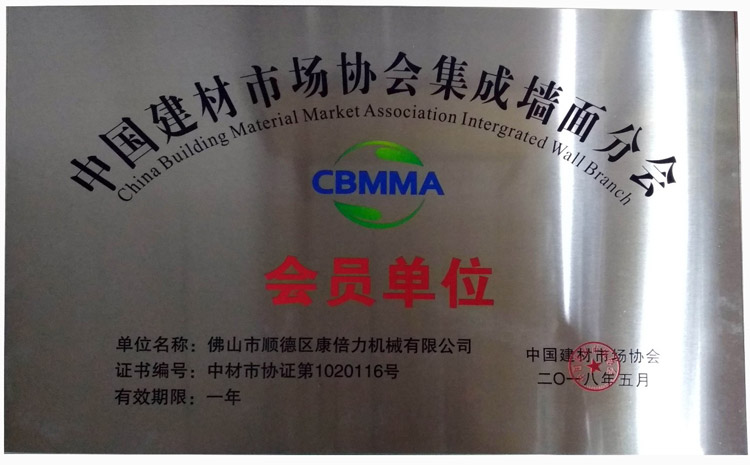 中国建材市场协会集成墙面分会
China Building Material Market Association Intergrated Wall Branch
CBMMA
会员单位
单位名称：佛山市顺德区康倍力机械有限公司
证书编号：中材市协证第1020116号
有效期限：一年
中国建材市场协会
二〇一八年五月